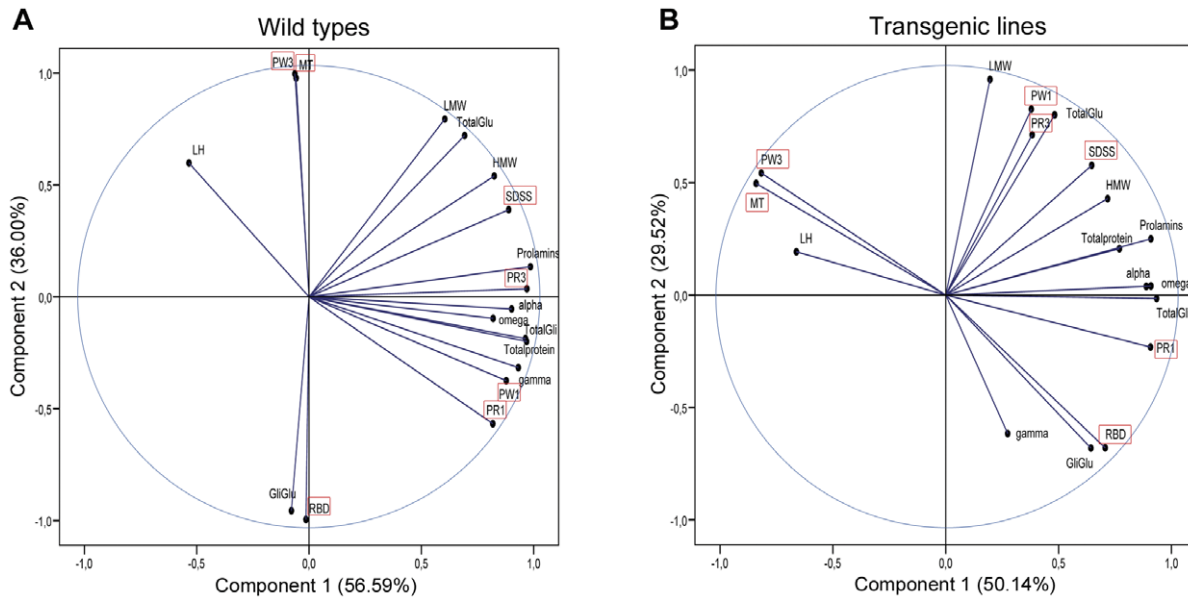 A
Wild types
1,0
0,5
0,0
-0,5
-1,0
Component 2 (36.00%)
PW3
MT
LMW
TotalGlu
LH
HMW
SDSS
Prolamins
PR3
alpha
omega
TotalGli
Totalprotein
gamma
PW1
PR1
GliGlu
RBD
-1,0
-0,5
0,0
0,5
1,0
Component 1 (56.59%)
B
Transgenic lines
1,0
0,5
0,0
-0,5
-1,0
Component 2 (29.52%)
LMW
PW1
TotalGlu
PR3
PW3
SDSS
MT
HMW
LH
Prolamins
Totalprotein
alpha
omega
TotalGl
PR1
gamma
RBD
GliGlu
-1,0
-0,5
0,0
0,5
1,0
Component 1 (50.14%)